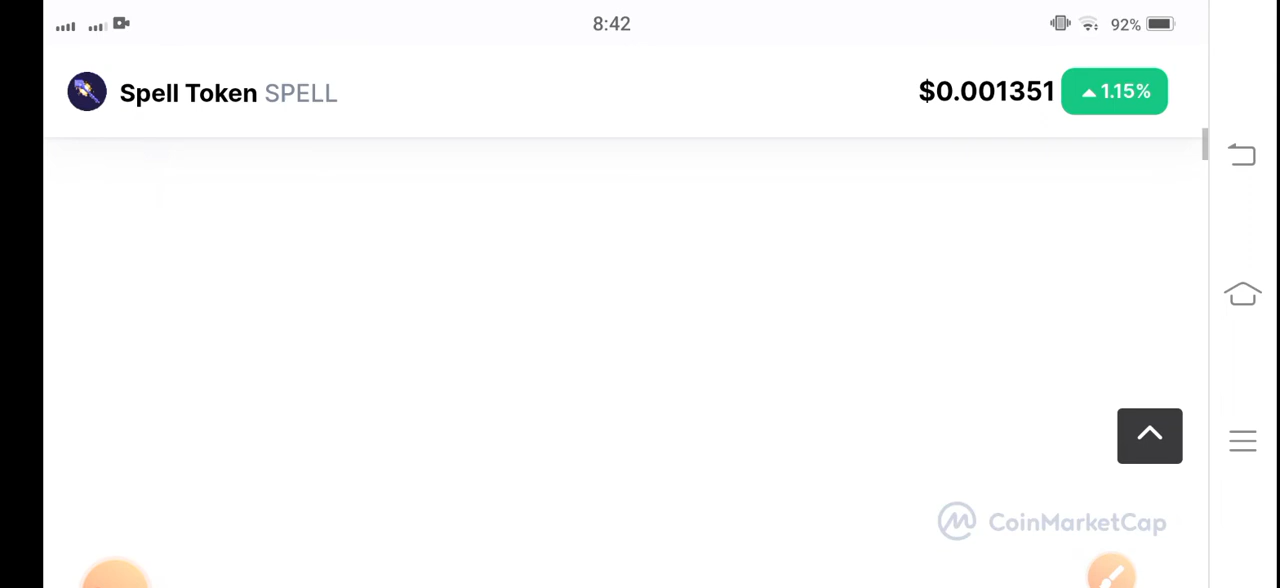 8:42
92%
Spell Token SPELL
$0.001351
1.15%
CoinMarketCap